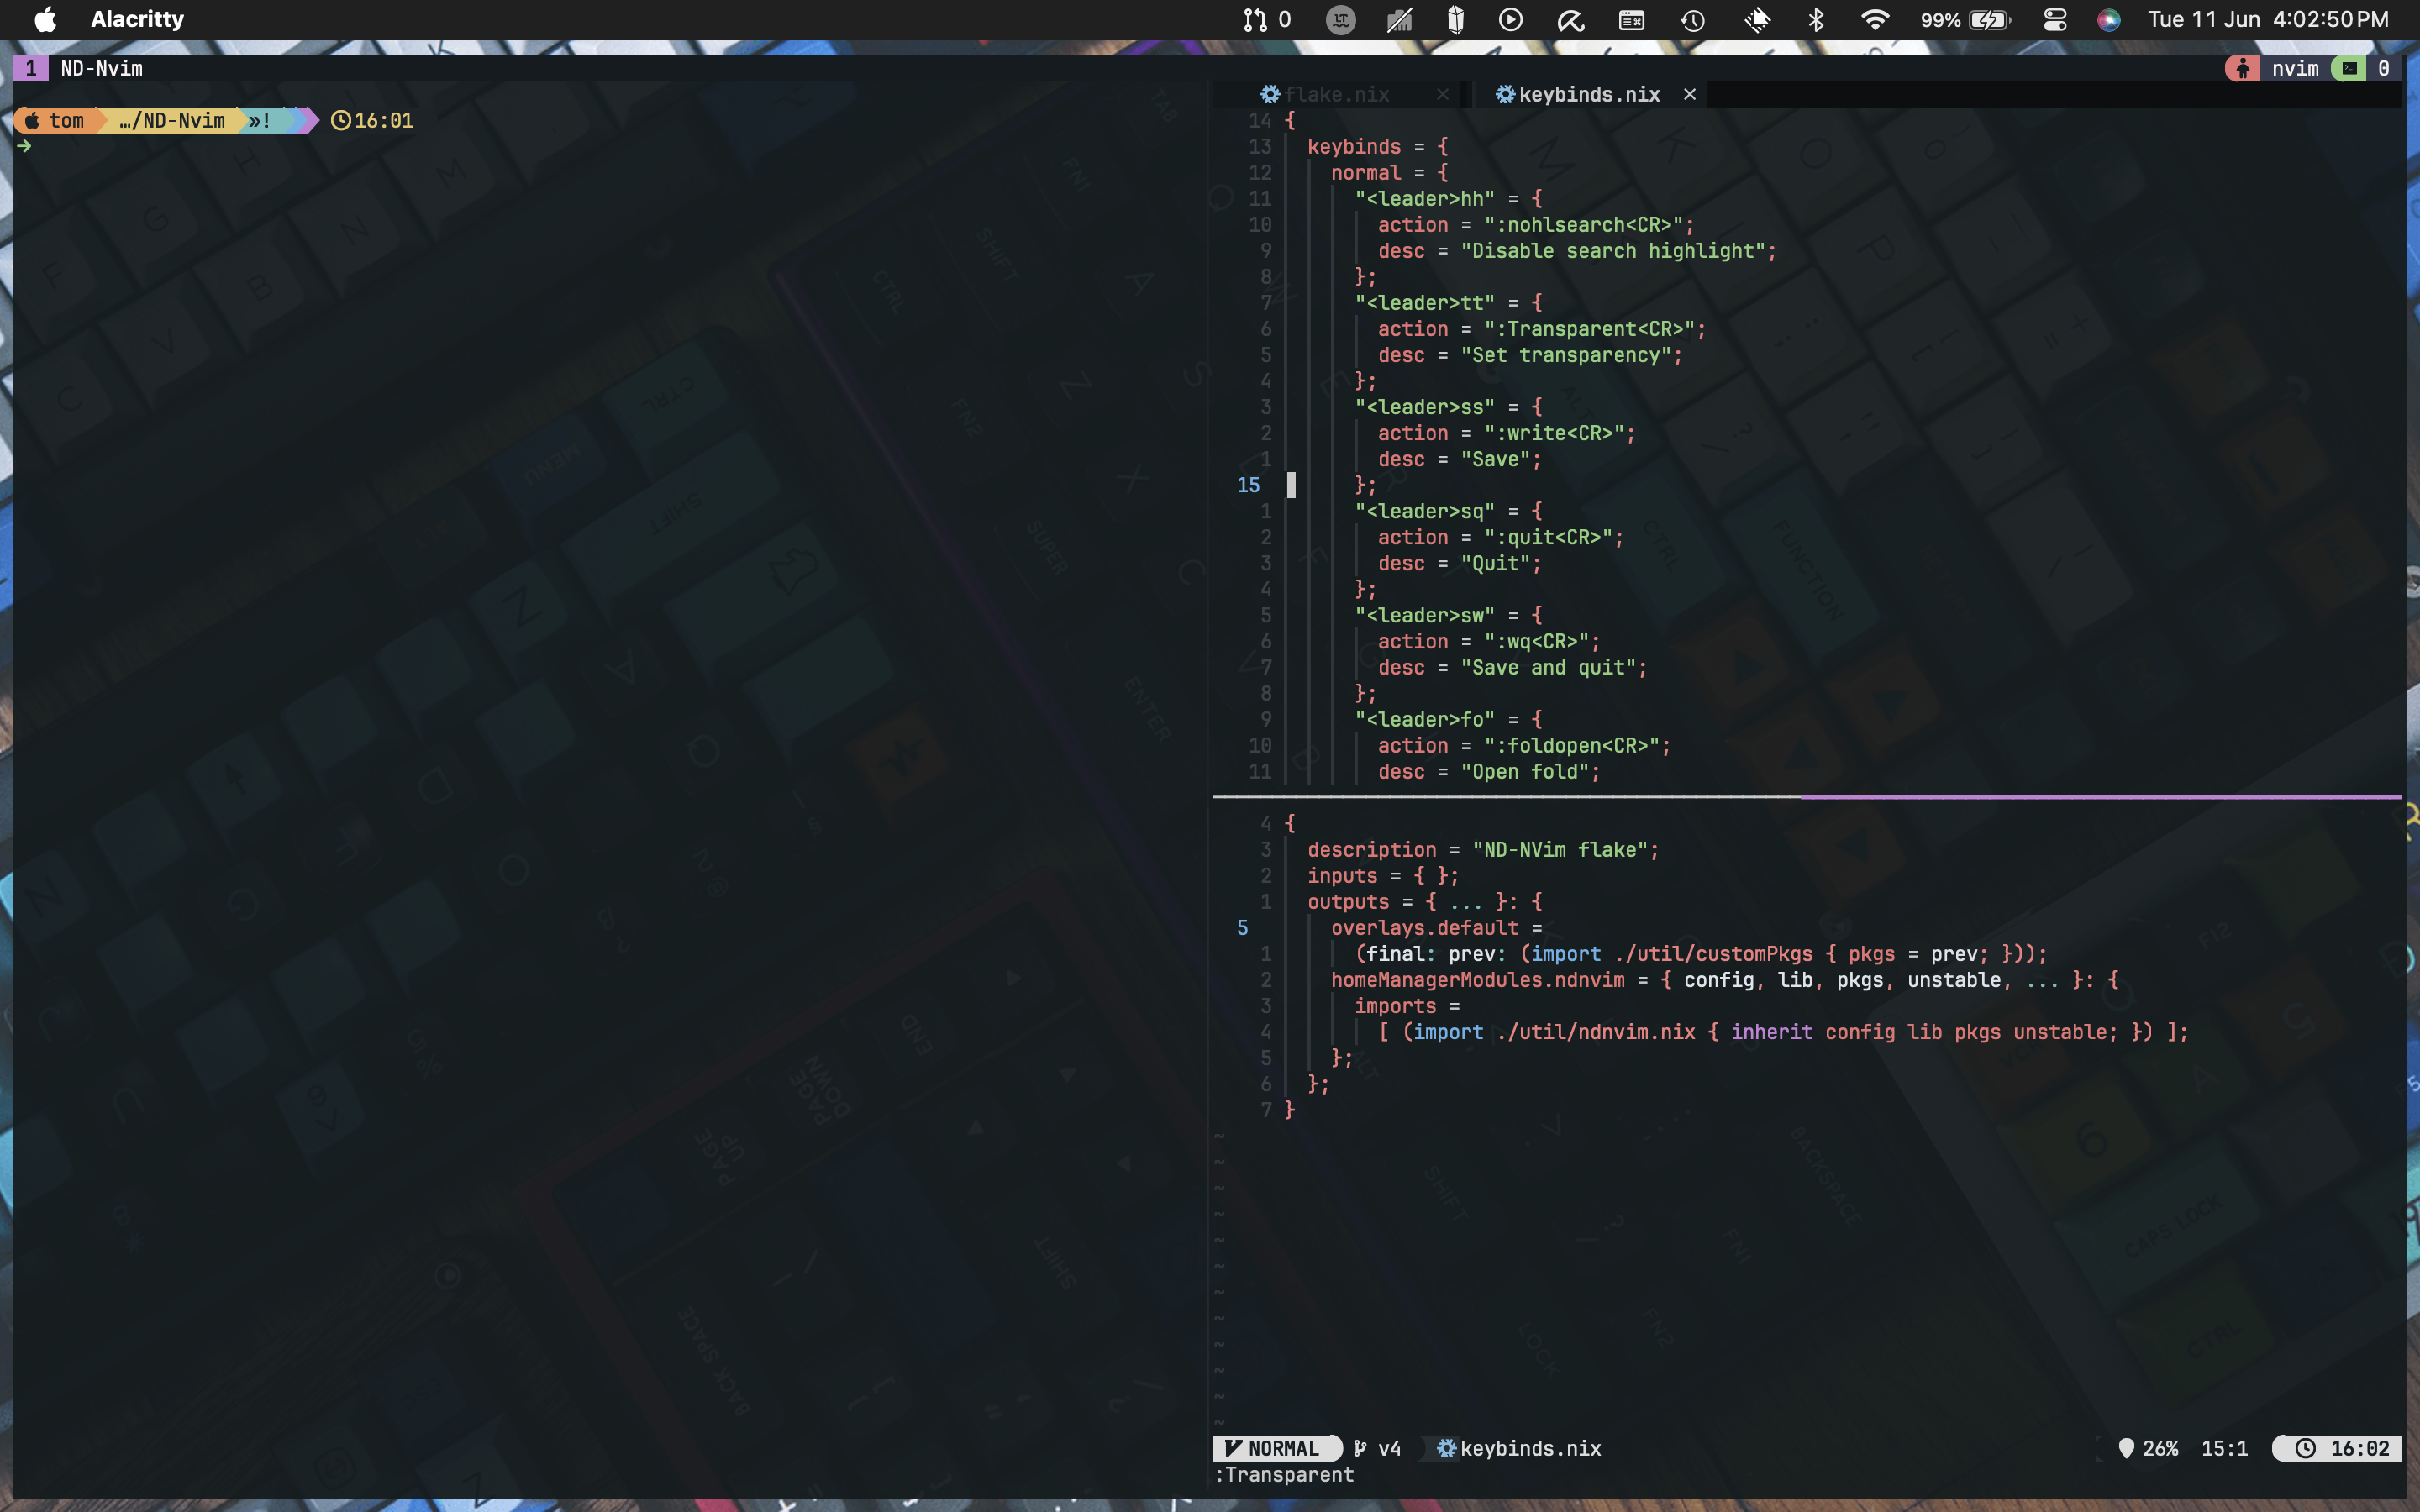 Alacritty
0
99%
Tue 11 Jun 4:02:50 PM
1 ND-Nvim
nvim 0
tom …/ND-Nvim »! 16:01
→
flake.nix × keybinds.nix ×
14 {
13 keybinds = {
12 normal = {
11 "<leader>hh" = {
10 action = ":nohlsearch<CR>";
9 desc = "Disable search highlight";
8 };
7 "<leader>tt" = {
6 action = ":Transparent<CR>";
5 desc = "Set transparency";
4 };
3 "<leader>ss" = {
2 action = ":write<CR>";
1 desc = "Save";
15 };
1 "<leader>sq" = {
2 action = ":quit<CR>";
3 desc = "Quit";
4 };
5 "<leader>sw" = {
6 action = ":wq<CR>";
7 desc = "Save and quit";
8 };
9 "<leader>fo" = {
10 action = ":foldopen<CR>";
11 desc = "Open fold";
4 {
3 description = "ND-NVim flake";
2 inputs = { };
1 outputs = { ... }: {
5 overlays.default =
1 (final: prev: (import ./util/customPkgs { pkgs = prev; }));
2 homeManagerModules.ndnvim = { config, lib, pkgs, unstable, ... }: {
3 imports =
4 [ (import ./util/ndnvim.nix { inherit config lib pkgs unstable; }) ];
5 };
6 };
7 }
NORMAL v4 keybinds.nix 26% 15:1 16:02
:Transparent